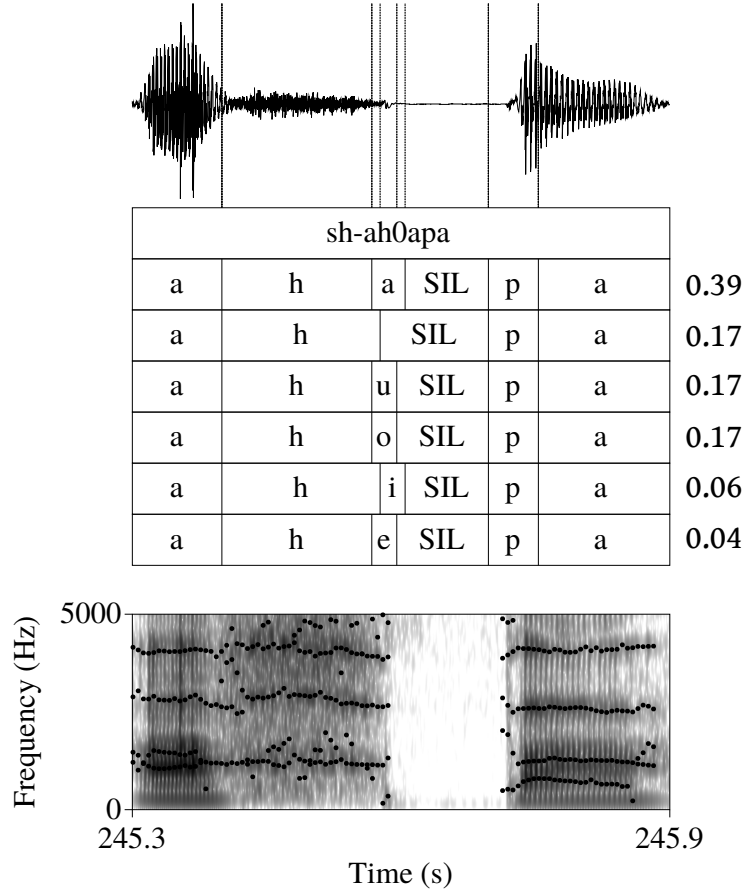 sh-ah0apa
a h a SIL p a 0.39
a h SIL p a 0.17
a h u SIL p a 0.17
a h o SIL p a 0.17
a h i SIL p a 0.06
a h e SIL p a 0.04
5000
Frequency (Hz)
0
245.3 245.9
Time (s)